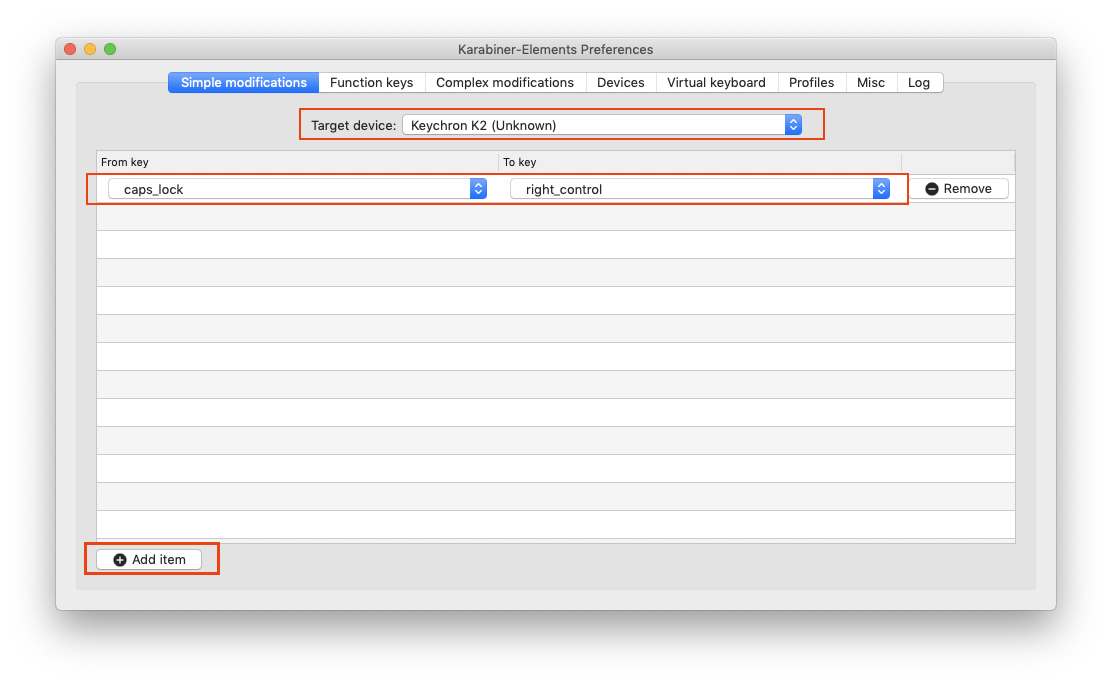 Karabiner-Elements Preferences
Simple modifications Function keys Complex modifications Devices Virtual keyboard Profiles Misc Log
Target device: Keychron K2 (Unknown)
From key To key
caps_lock right_control Remove
Add item